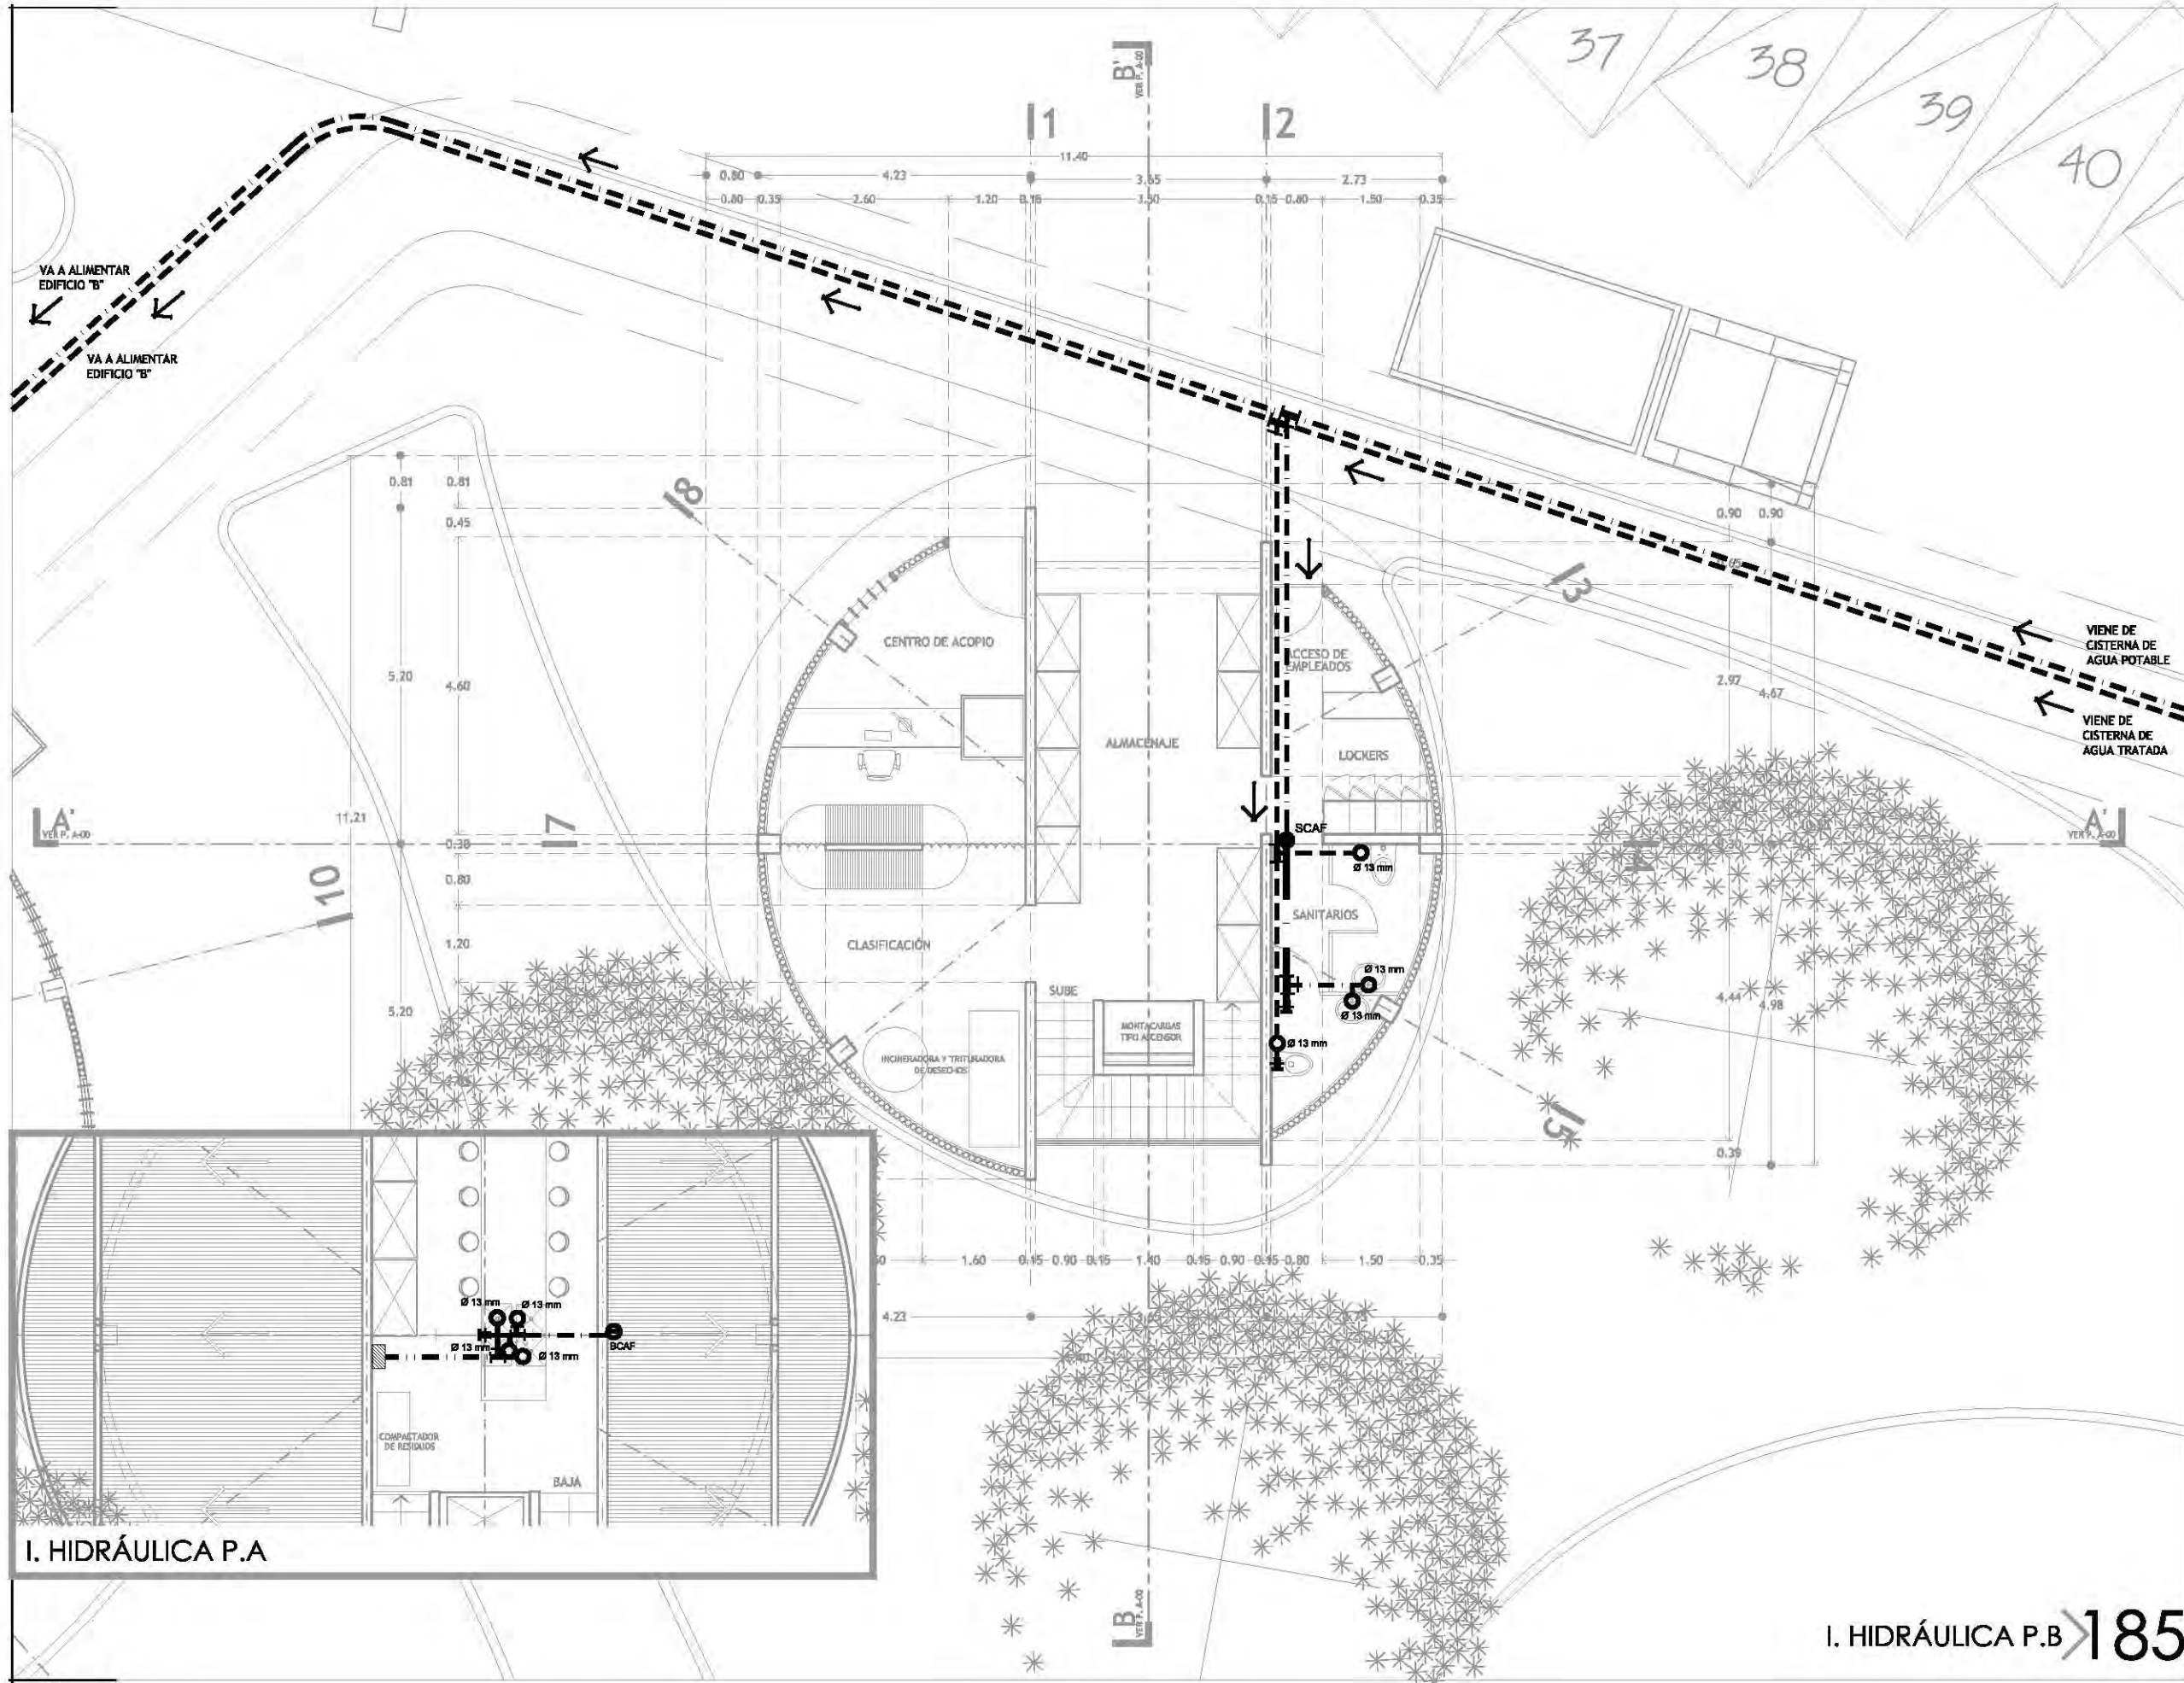 37
38
39
40
B'
VER P. A-00
1
2
11.40
0.80
4.23
3.65
2.73
0.80
0.35
2.60
1.20
0.15
3.50
0.15
0.80
1.50
0.35
VA A ALIMENTAR
EDIFICIO "B"
VA A ALIMENTAR
EDIFICIO "B"
0.81
0.81
0.45
8
0.90
0.90
0.65
3
CENTRO DE ACOPIO
ACCESO DE
EMPLEADOS
VIENE DE
CISTERNA DE
AGUA POTABLE
5.20
4.60
2.97
4.67
ALMACENAJE
LOCKERS
VIENE DE
CISTERNA DE
AGUA TRATADA
A'
VER P. A-00
11.21
7
SCAF
A'
VER P. A-00
0.30
Ø 13 mm
10
0.80
SANITARIOS
1.20
CLASIFICACIÓN
Ø 13 mm
SUBE
5.20
4.44
4.98
Ø 13 mm
MONTACARGAS
TIPO ASCENSOR
Ø 13 mm
INCINERADORA Y TRITURADORA
DE DESECHOS
5
0.39
1.60
0.15
0.90
0.15
1.40
0.15
0.90
0.15
0.80
1.50
0.35
4.23
Ø 13 mm
Ø 13 mm
Ø 13 mm
Ø 13 mm
BCAF
COMPACTADOR
DE RESIDUOS
BAJA
I. HIDRÁULICA P.A
B
VER P. A-00
I. HIDRÁULICA P.B
185